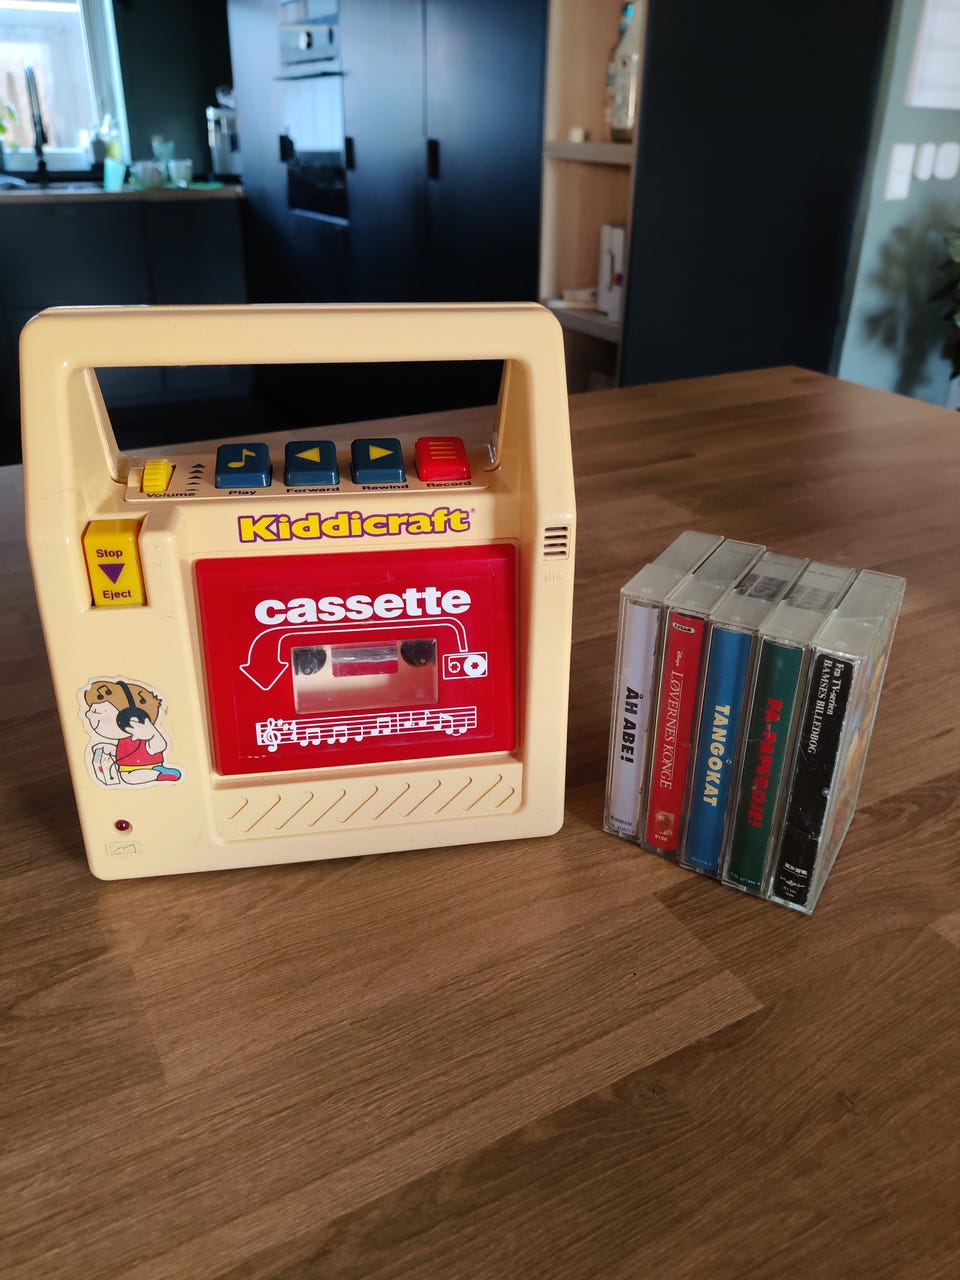 Volume
Play
Forward
Rewind
Record
Kiddicraft
Stop
Eject
MIC
cassette
ÅH ABE!
Disney's
LØVERNES KONGE
TANGOKAT
PA-PAPEGØJE!
Fra TV-serien
BAMSES BILLEDBOG